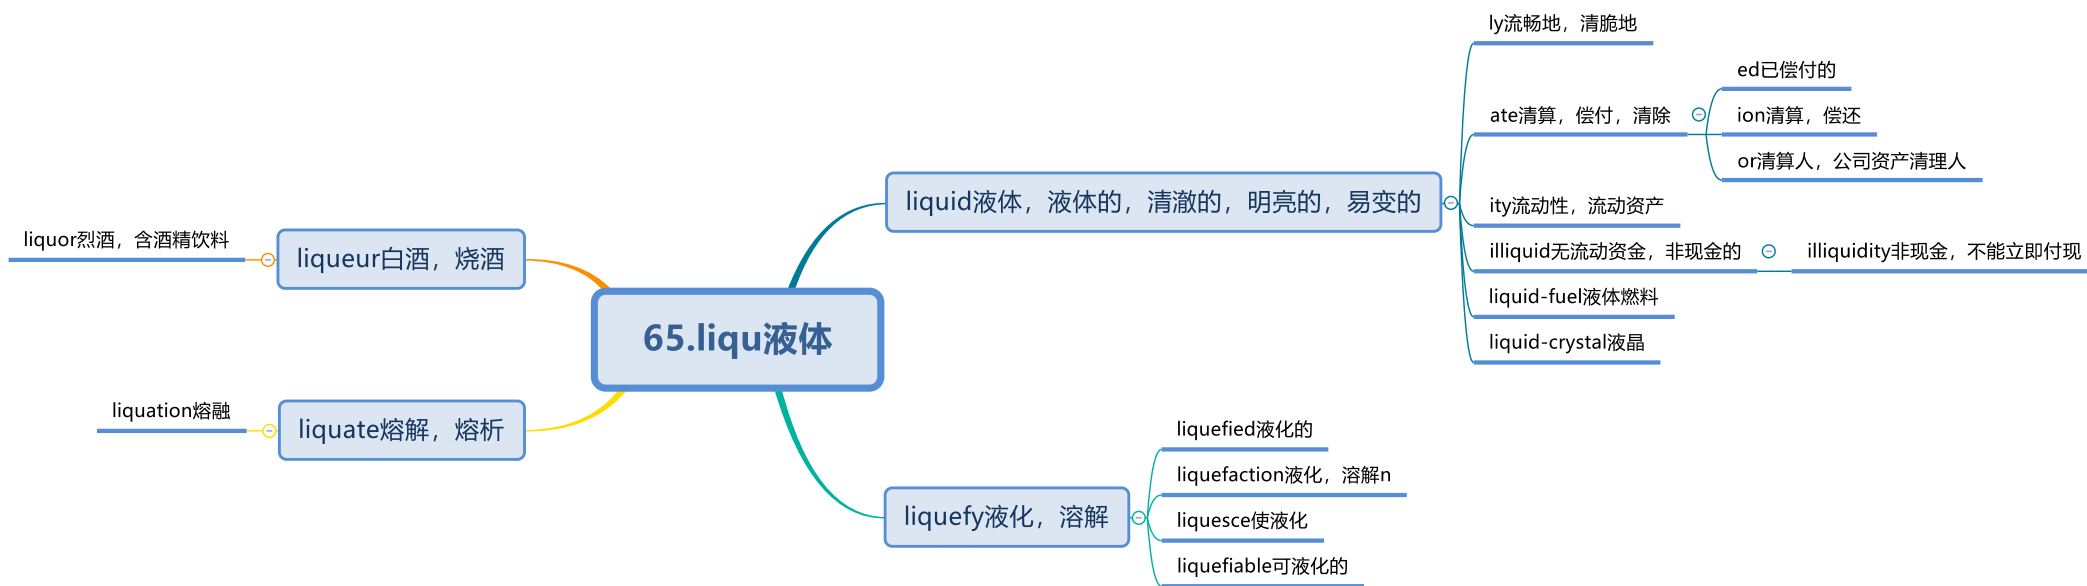 65.liqu液体
liquid液体，液体的，清澈的，明亮的，易变的
ly流畅地，清脆地
ate清算，偿付，清除
ed已偿付的
ion清算，偿还
or清算人，公司资产清理人
ity流动性，流动资产
illiquid无流动资金，非现金的
illiquidity非现金，不能立即付现
liquid-fuel液体燃料
liquid-crystal液晶
liquefy液化，溶解
liquefied液化的
liquefaction液化，溶解n
liquesce使液化
liquefiable可液化的
liqueur白酒，烧酒
liquor烈酒，含酒精饮料
liquate熔解，熔析
liquation熔融